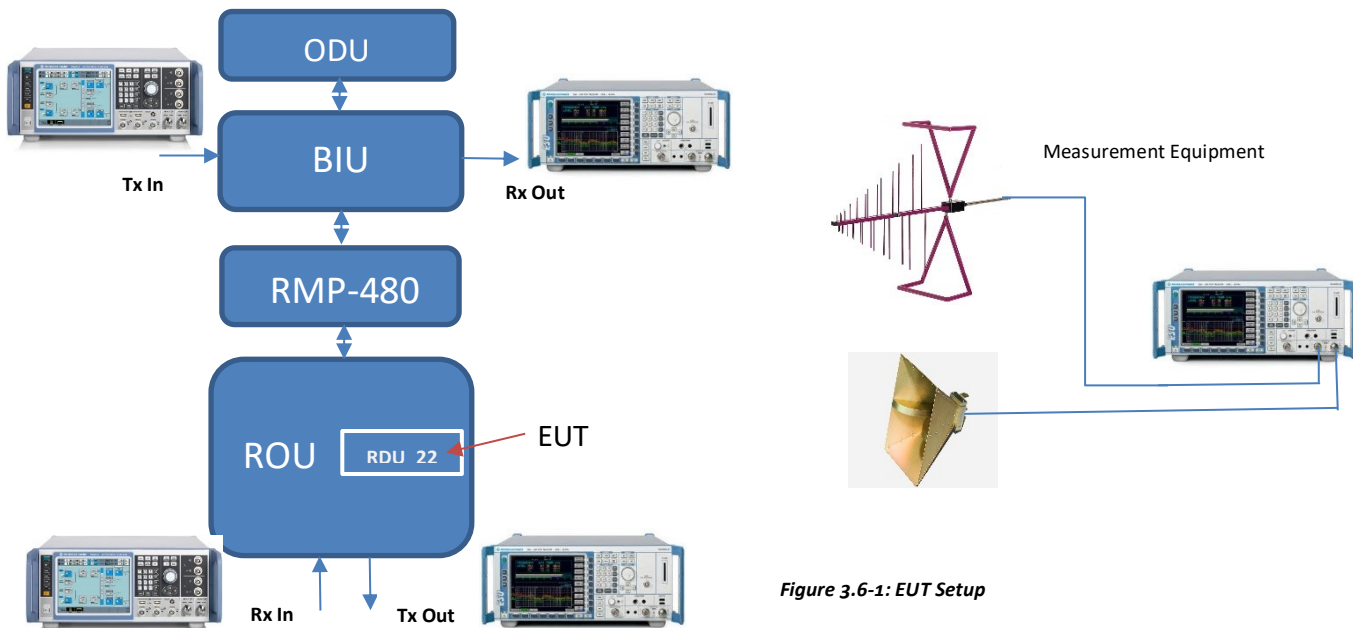 ODU
BIU
Tx In
Rx Out
RMP-480
ROU
RDU 22
EUT
Rx In
Tx Out
Measurement Equipment
Figure 3.6-1: EUT Setup